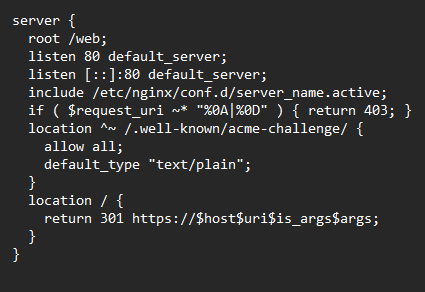 server {
  root /web;
  listen 80 default_server;
  listen [::]:80 default_server;
  include /etc/nginx/conf.d/server_name.active;
  if ( $request_uri ~* "%0A|%0D" ) { return 403; }
  location ^~ /.well-known/acme-challenge/ {
    allow all;
    default_type "text/plain";
  }
  location / {
    return 301 https://$host$uri$is_args$args;
  }
}